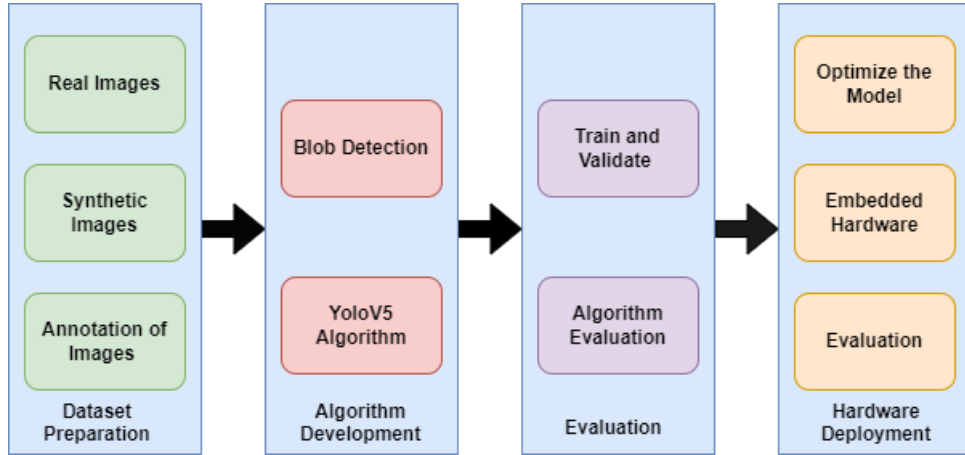 Real Images
Synthetic
Images
Annotation of
Images
Dataset
Preparation
Blob Detection
YoloV5
Algorithm
Algorithm
Development
Train and
Validate
Algorithm
Evaluation
Evaluation
Optimize the
Model
Embedded
Hardware
Evaluation
Hardware
Deployment